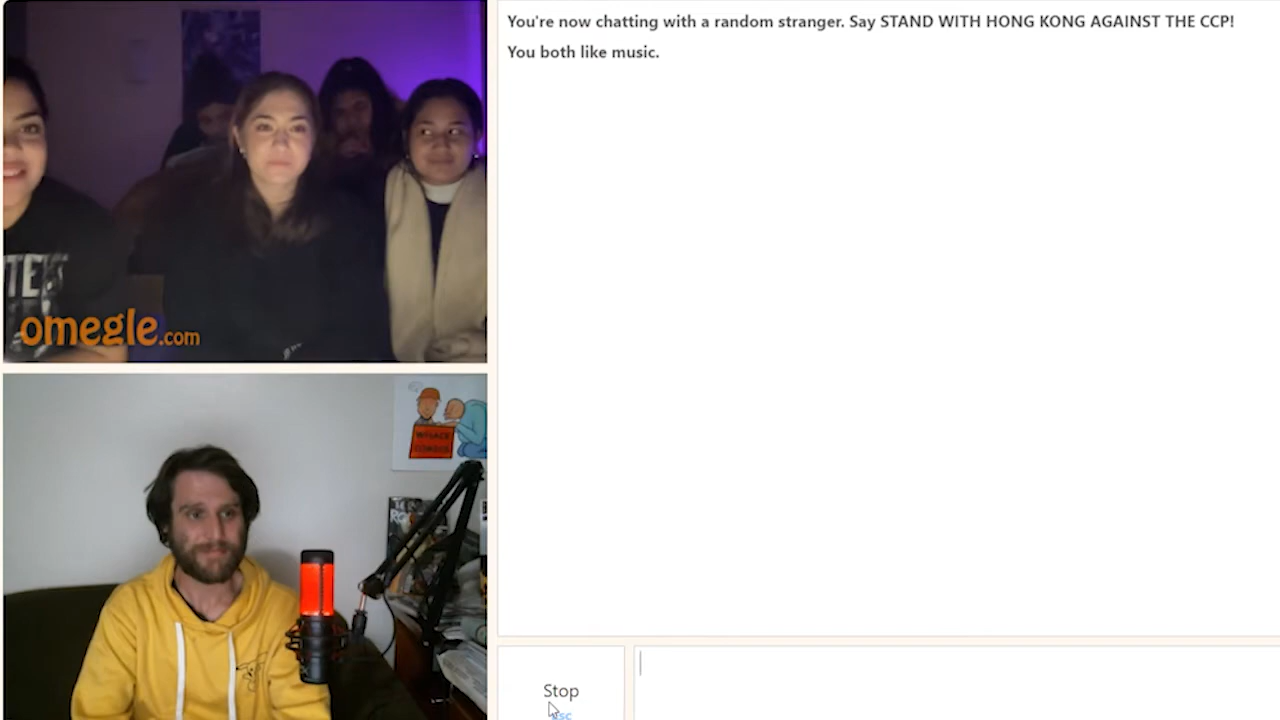 You're now chatting with a random stranger. Say STAND WITH HONG KONG AGAINST THE CCP!
You both like music.
omegle.com
Stop